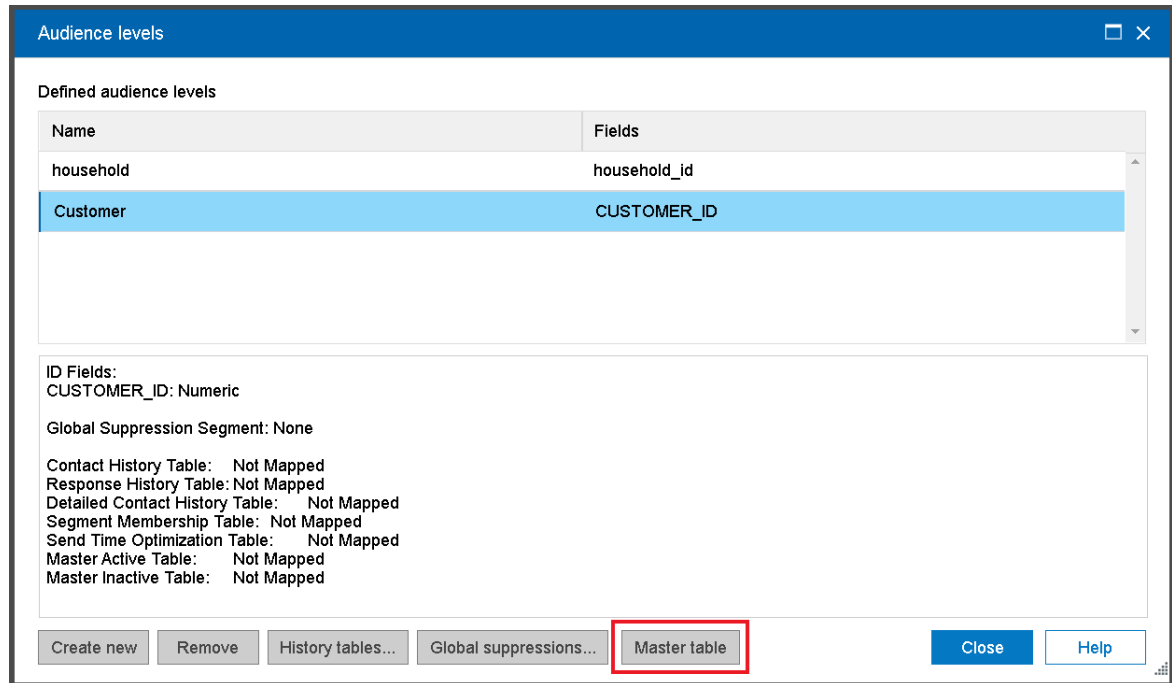 Audience levels
Defined audience levels
Name Fields
household household_id
Customer CUSTOMER_ID
ID Fields:
CUSTOMER_ID: Numeric
Global Suppression Segment: None
Contact History Table: Not Mapped
Response History Table: Not Mapped
Detailed Contact History Table: Not Mapped
Segment Membership Table: Not Mapped
Send Time Optimization Table: Not Mapped
Master Active Table: Not Mapped
Master Inactive Table: Not Mapped
Create new Remove History tables... Global suppressions... Master table Close Help